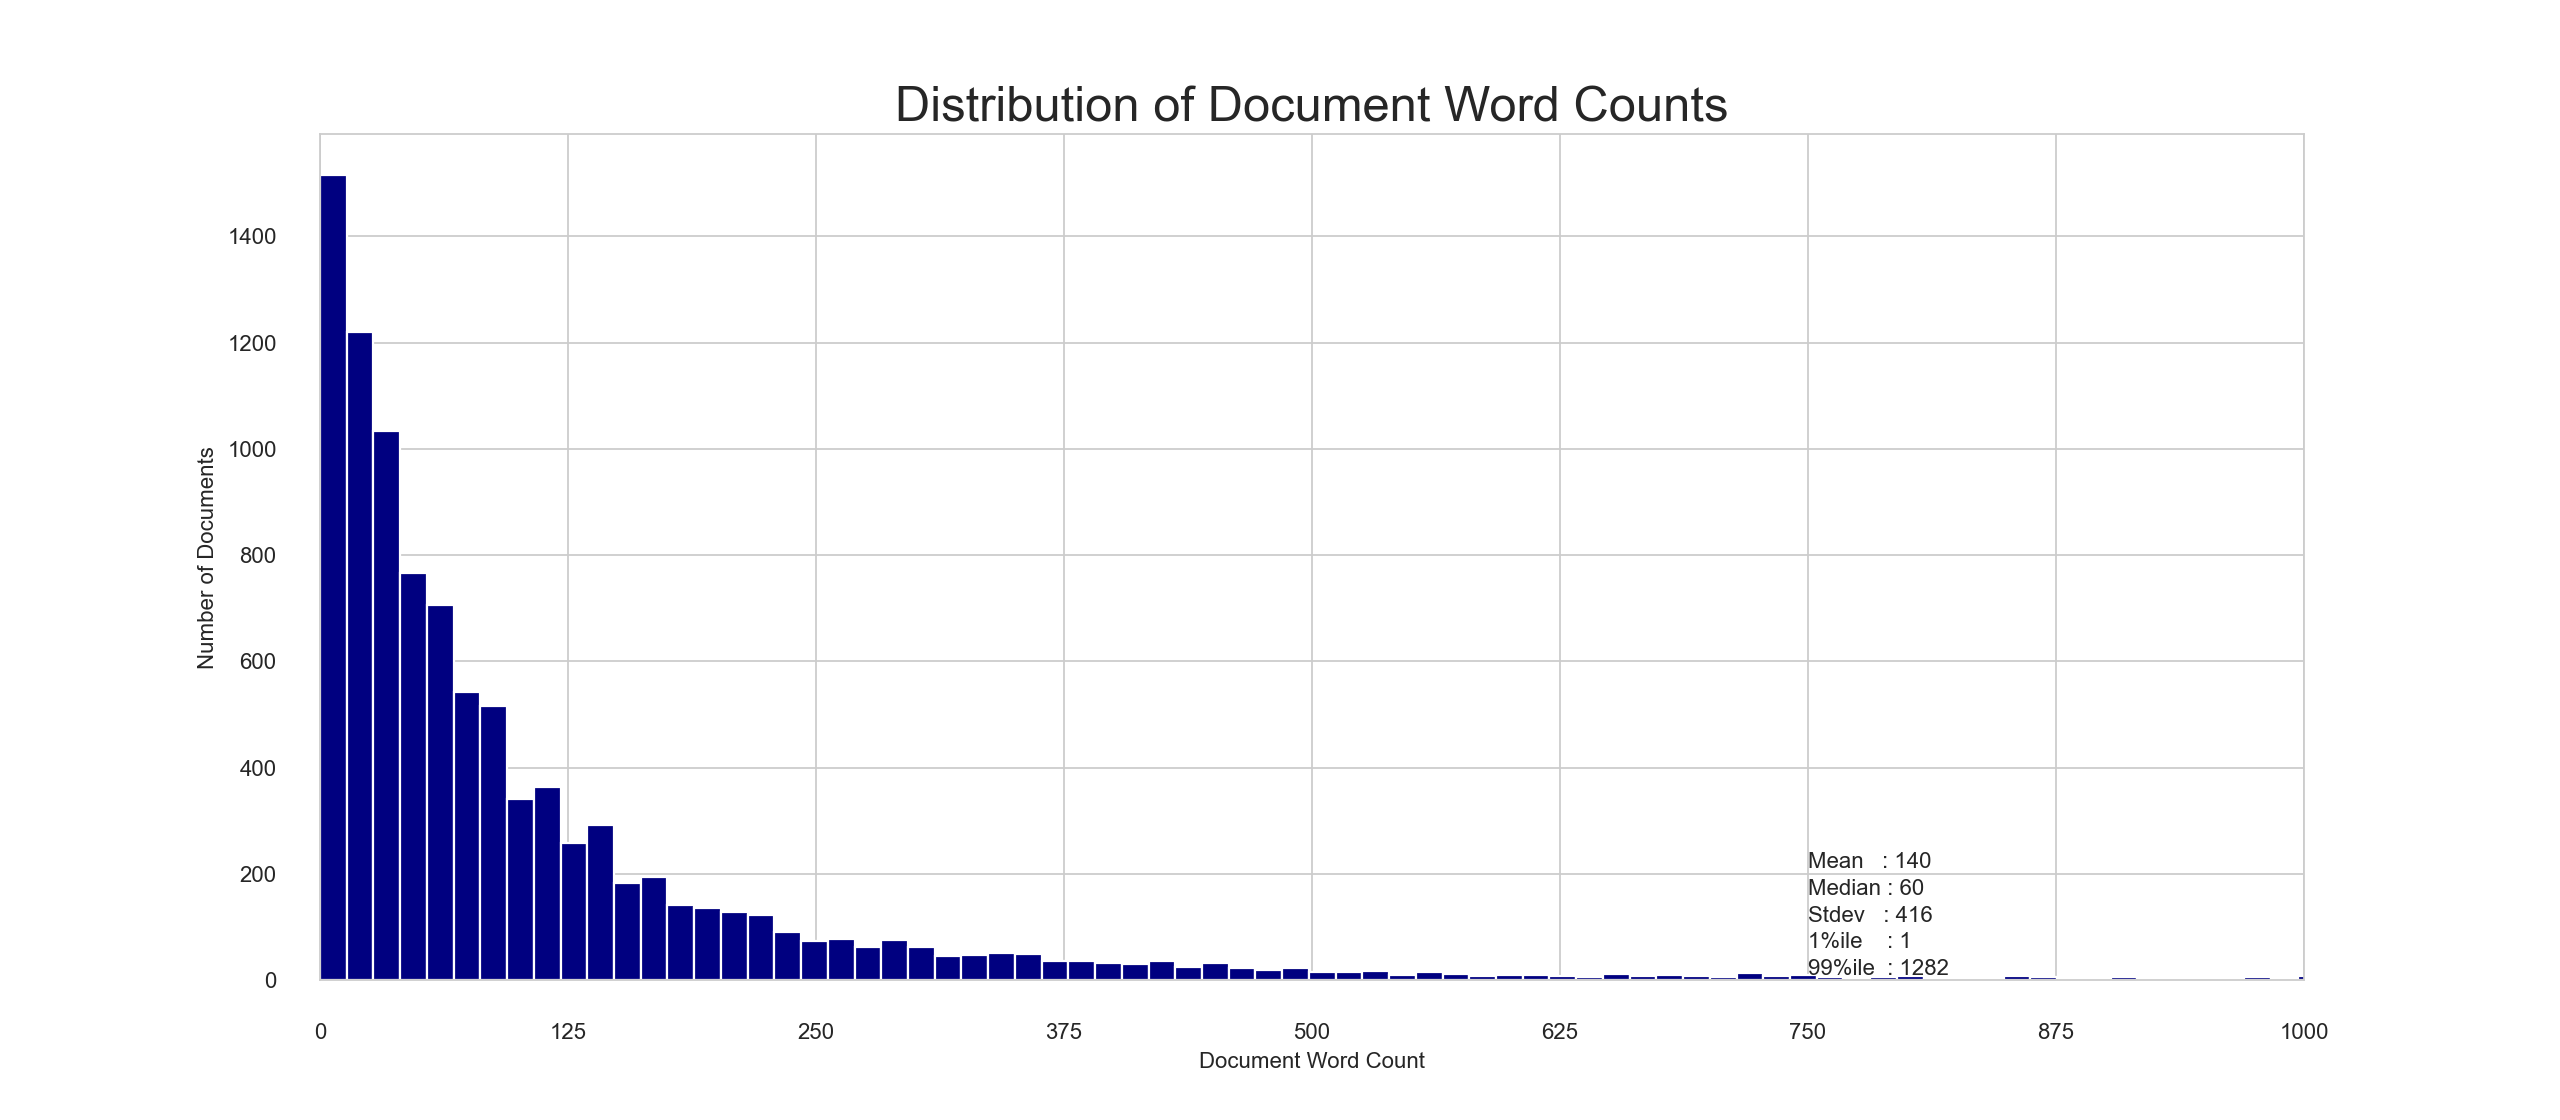 Distribution of Document Word Counts
1400
1200
1000
800
600
400
200
0
Number of Documents
Mean   : 140
Median : 60
Stdev   : 416
1%ile    : 1
99%ile  : 1282
0 125 250 375 500 625 750 875 1000
Document Word Count